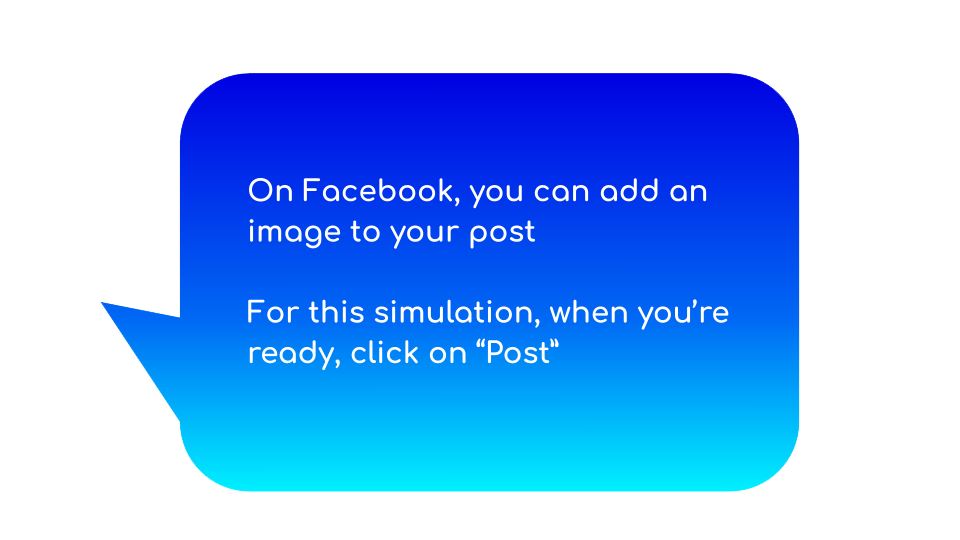 On Facebook, you can add an
image to your post
For this simulation, when you’re
ready, click on “Post”